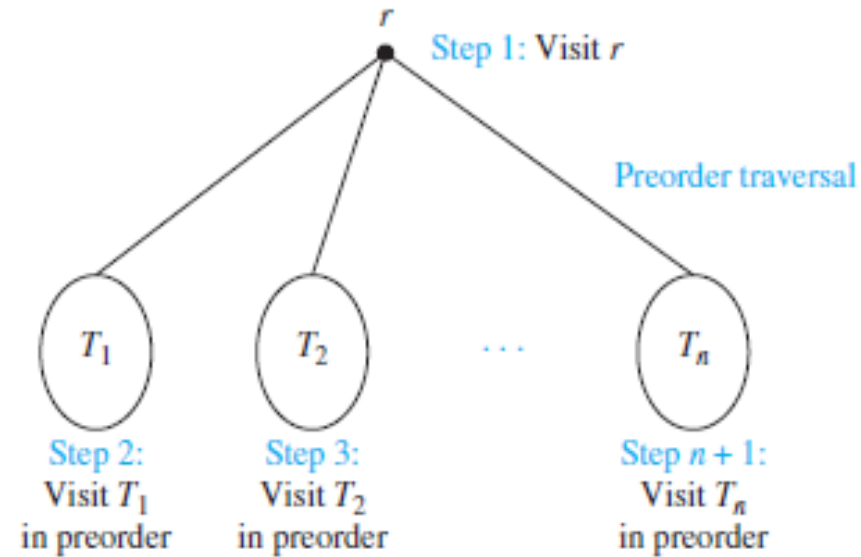 r
Step 1: Visit r
Preorder traversal
T₁
T₂
. . .
Tₙ
Step 2:
Visit T₁
in preorder
Step 3:
Visit T₂
in preorder
Step n + 1:
Visit Tₙ
in preorder